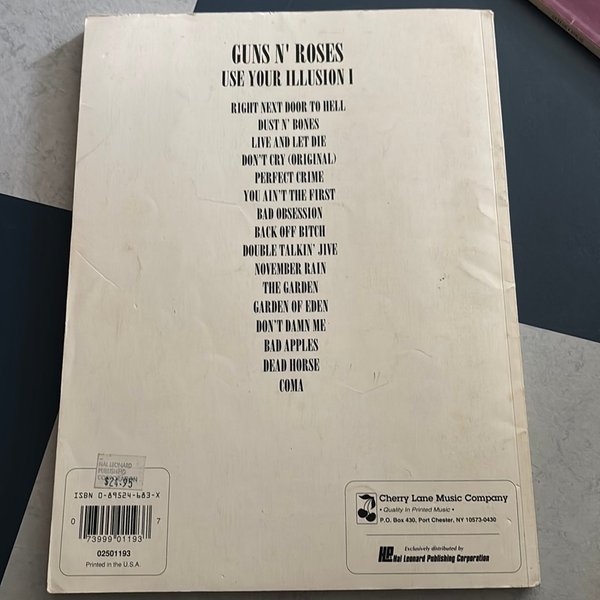 GUNS N' ROSES
USE YOUR ILLUSION I
RIGHT NEXT DOOR TO HELL
DUST N' BONES
LIVE AND LET DIE
DON'T CRY (ORIGINAL)
PERFECT CRIME
YOU AIN'T THE FIRST
BAD OBSESSION
BACK OFF BITCH
DOUBLE TALKIN' JIVE
NOVEMBER RAIN
THE GARDEN
GARDEN OF EDEN
DON'T DAMN ME
BAD APPLES
DEAD HORSE
COMA
HAL LEONARD
PUBLISHING
CORPORATION
$24.95
ISBN 0-89524-683-X
0 73999 01193 7
02501193
Printed in the U.S.A.
Cherry Lane Music Company
• Quality In Printed Music •
P.O. Box 430, Port Chester, NY 10573-0430
Exclusively distributed by
Hal Leonard Publishing Corporation